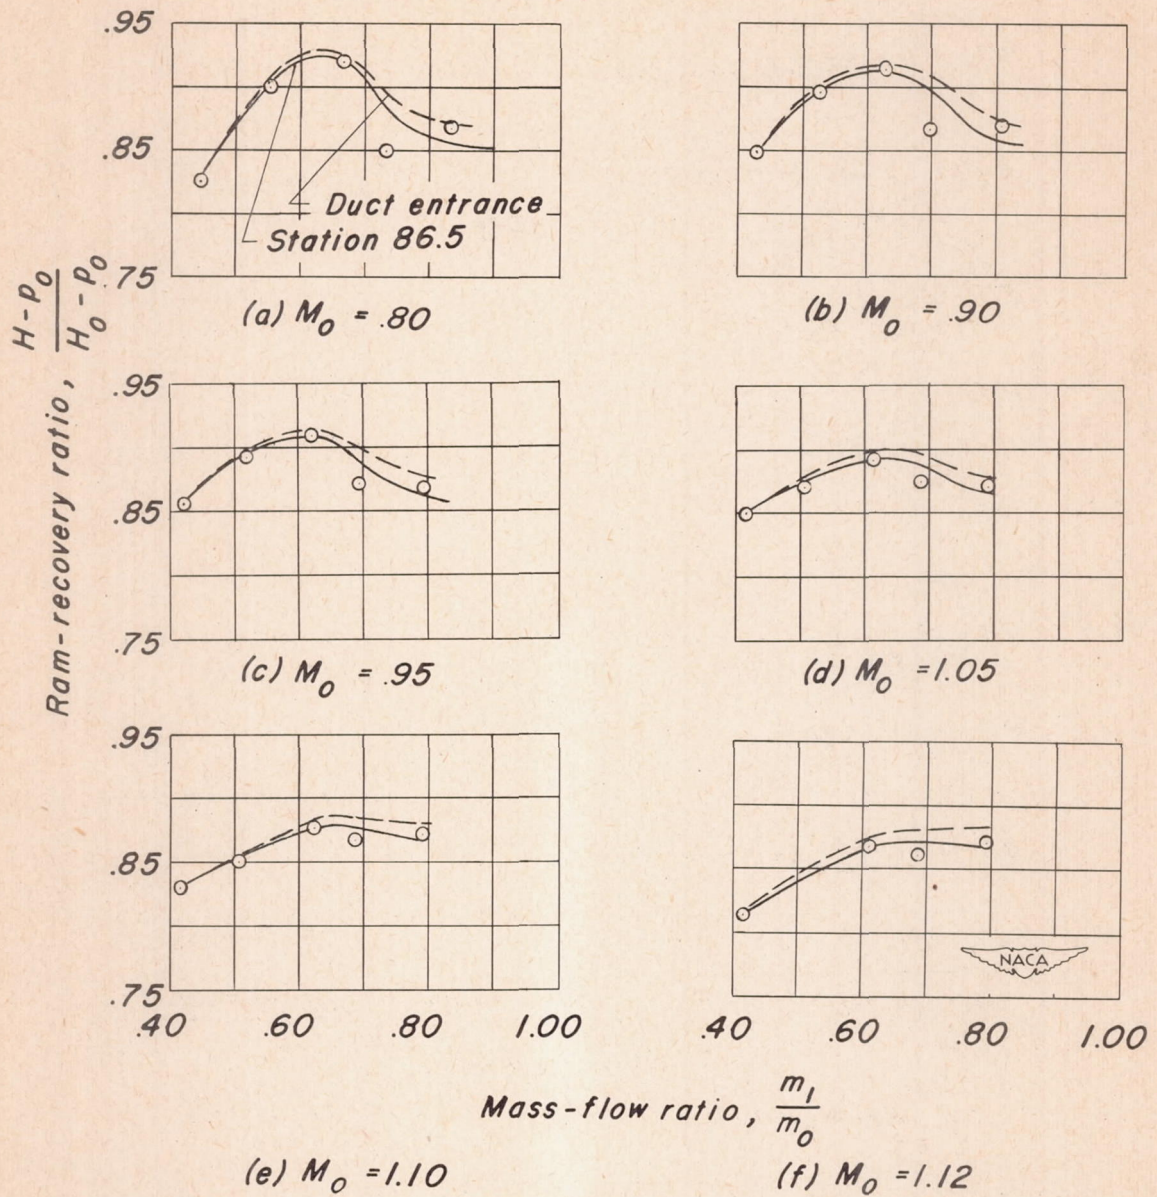 .95
.85
.75
Duct entrance
Station 86.5
(a) M₀ = .80
(b) M₀ = .90
Ram-recovery ratio, H-p₀ / H₀-p₀
.95
.85
.75
(c) M₀ = .95
(d) M₀ =1.05
.95
.85
.75
NACA
.40 .60 .80 1.00
.40 .60 .80 1.00
Mass-flow ratio, m₁ / m₀
(e) M₀ =1.10
(f) M₀ =1.12